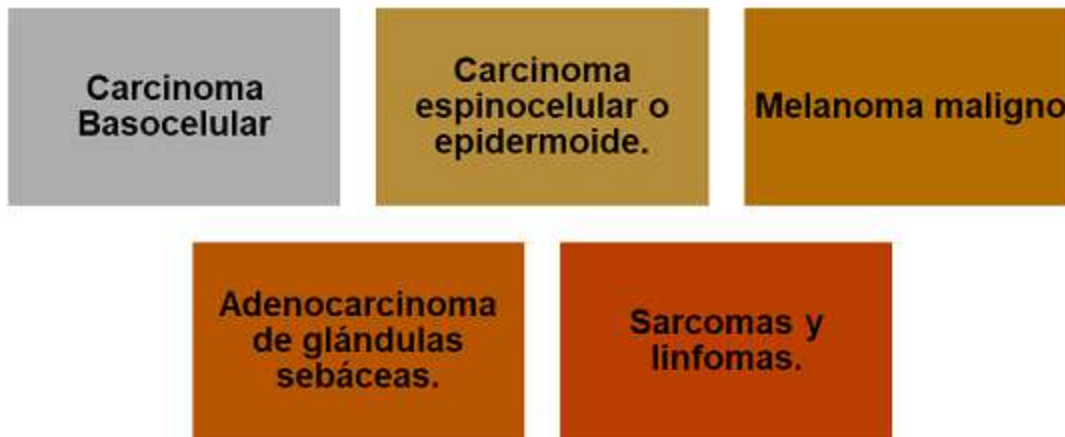 Carcinoma
Basocelular
Carcinoma
espinocelular o
epidermoide.
Melanoma maligno
Adenocarcinoma
de glándulas
sebáceas.
Sarcomas y
linfomas.